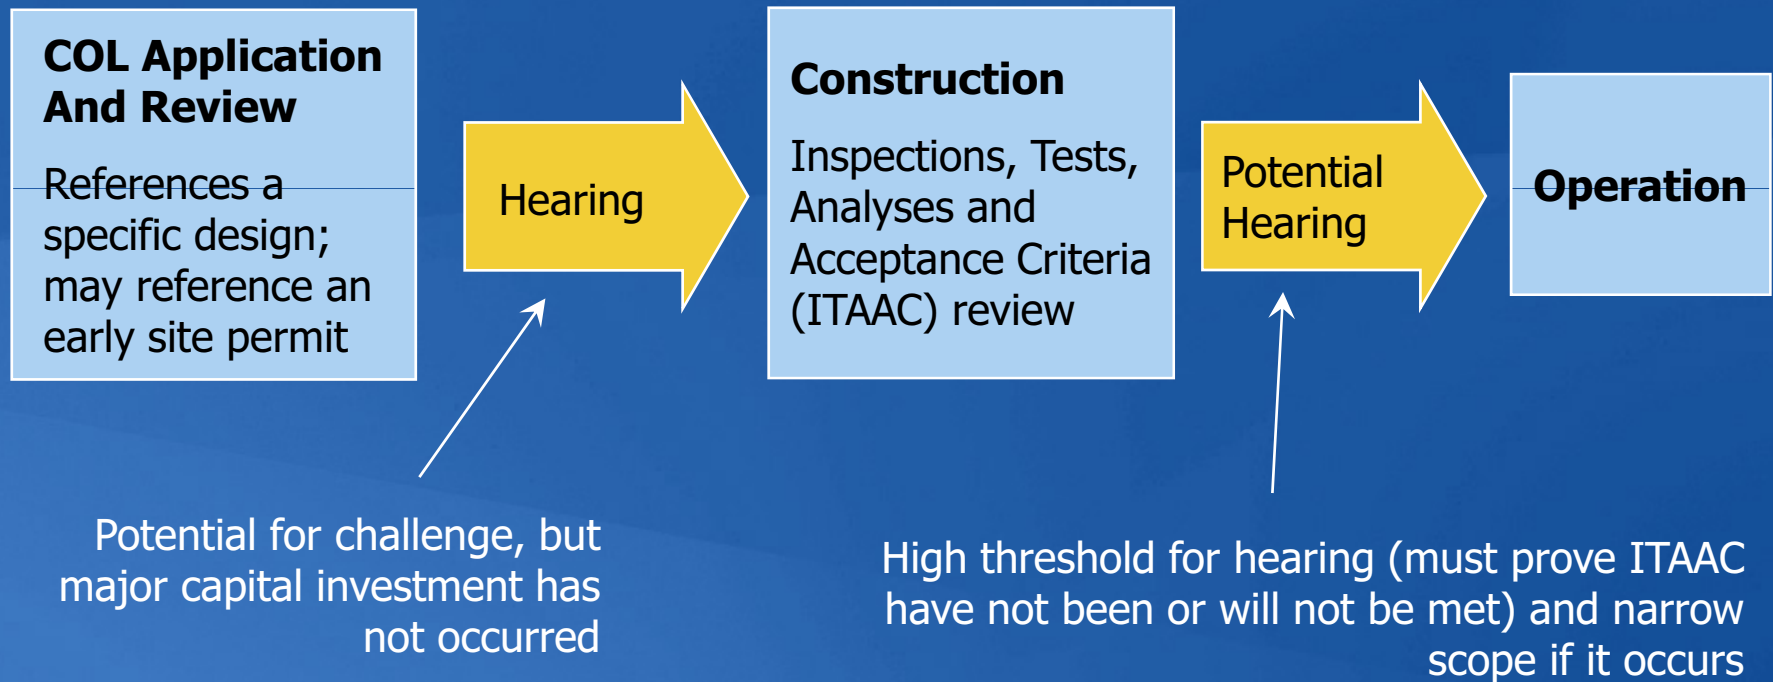 COL Application
And Review
References a
specific design;
may reference an
early site permit
Hearing
Construction
Inspections, Tests,
Analyses and
Acceptance Criteria
(ITAAC) review
Potential
Hearing
Operation
Potential for challenge, but
major capital investment has
not occurred
High threshold for hearing (must prove ITAAC
have not been or will not be met) and narrow
scope if it occurs